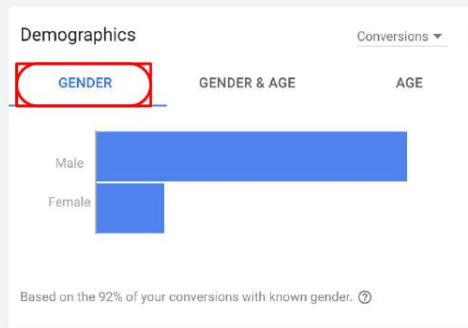 Demographics
Conversions
GENDER
GENDER & AGE
AGE
Male
Female
Based on the 92% of your conversions with known gender.